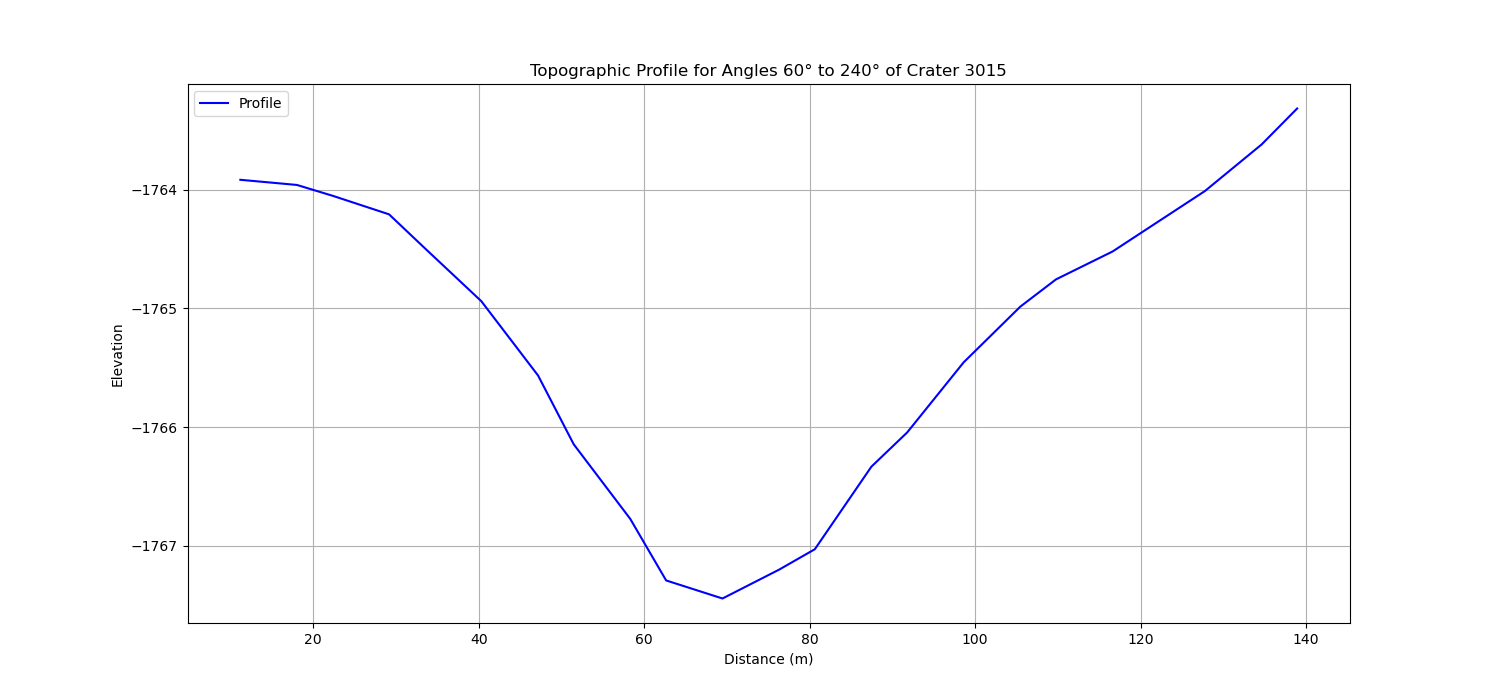 Topographic Profile for Angles 60° to 240° of Crater 3015
Profile
−1764
−1765
−1766
−1767
Elevation
20 40 60 80 100 120 140
Distance (m)